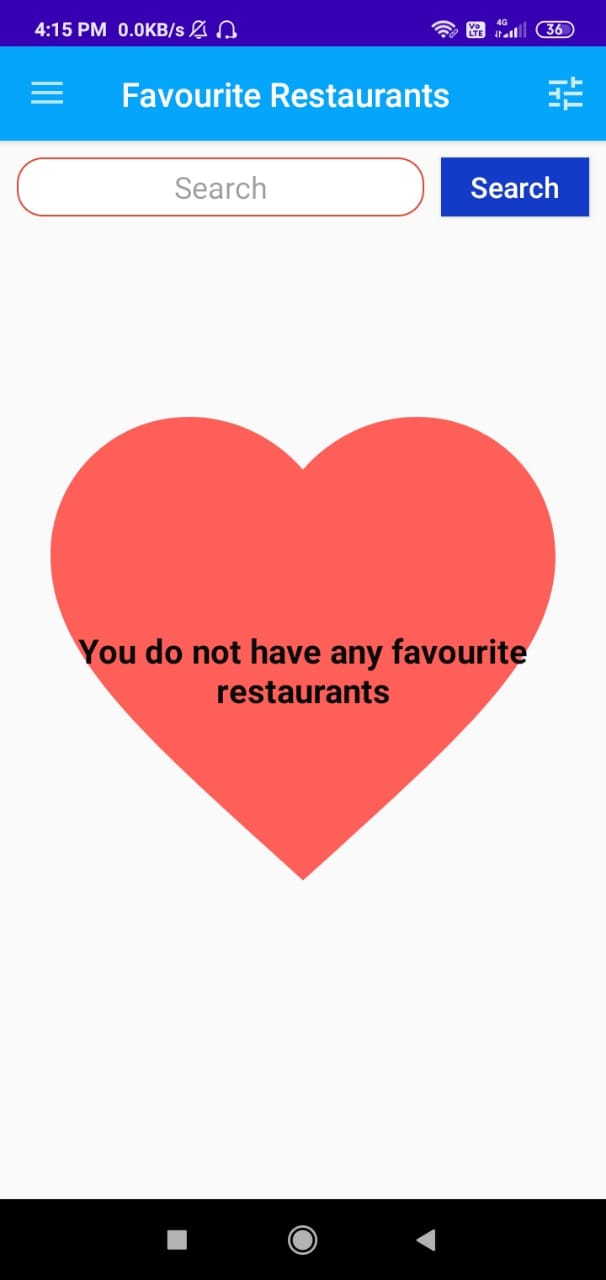 4:15 PM 0.0KB/s Vo LTE 4G 36
Favourite Restaurants
Search Search
You do not have any favourite
restaurants